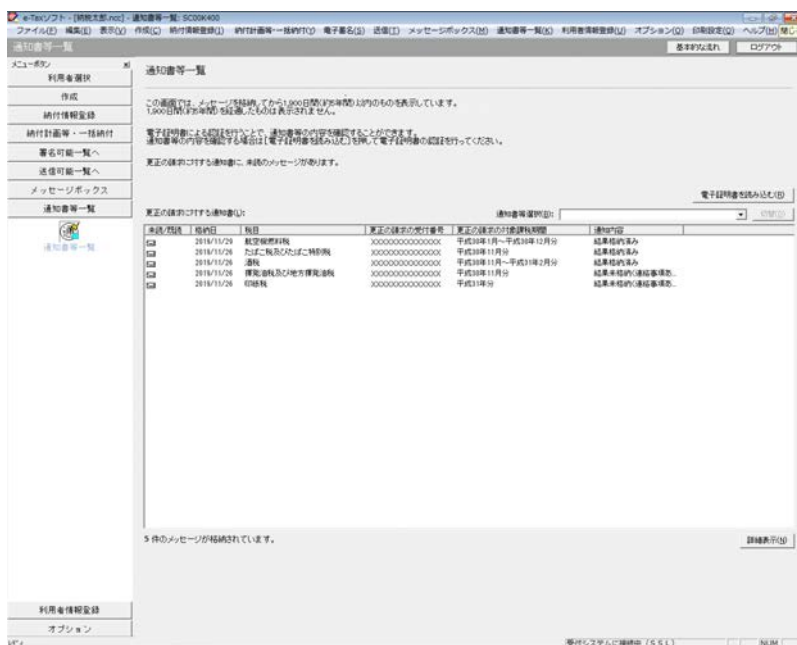 e-Taxソフト - [納税太郎.ncc] - 通知書等一覧: SC00K400
ファイル(F) 編集(E) 表示(V) 作成(C) 納付情報登録(I) 納付計画等・一括納付(Y) 電子署名(S) 送信(T) メッセージボックス(M) 通知書等一覧(K) 利用者情報登録(U) オプション(O) 印刷設定(Q) ヘルプ(H)
通知書等一覧
基本的な流れ ログアウト
メニューボタン
利用者選択
作成
納付情報登録
納付計画等・一括納付
署名可能一覧へ
送信可能一覧へ
メッセージボックス
通知書等一覧
通知書等一覧
通知書等一覧
この画面では、メッセージを格納してから1,900日間(約5年間)以内のものを表示しています。
1,900日間(約5年間)を経過したものは表示されません。
電子証明書による認証を行うことで、通知書等の内容を確認することができます。
通知書等の内容を確認する場合は[電子証明書を読み込む]を押して電子証明書の認証を行ってください。
更正の請求に対する通知書に、未読のメッセージがあります。
電子証明書を読み込む(R)
更正の請求に対する通知書(L):
通知書等選択(B): 切替(Z)
未読/既読 格納日 税目 更正の請求の受付番号 更正の請求の対象課税期間 通知内容
2019/11/29 航空機燃料税 XXXXXXXXXXXXXX 平成30年1月~平成30年12月分 結果格納済み
2019/11/26 たばこ税及びたばこ特別税 XXXXXXXXXXXXXX 平成30年11月分 結果格納済み
2019/11/26 酒税 XXXXXXXXXXXXXX 平成30年11月~平成31年2月分 結果格納済み
2019/11/26 揮発油税及び地方揮発油税 XXXXXXXXXXXXXX 平成30年11月分 結果未格納(連絡事項あ...
2019/11/26 印紙税 XXXXXXXXXXXXXX 平成31年分 結果未格納(連絡事項あ...
5 件のメッセージが格納されています。
詳細表示(N)
利用者情報登録
オプション
受付システムに接続中 (SSL) NUM